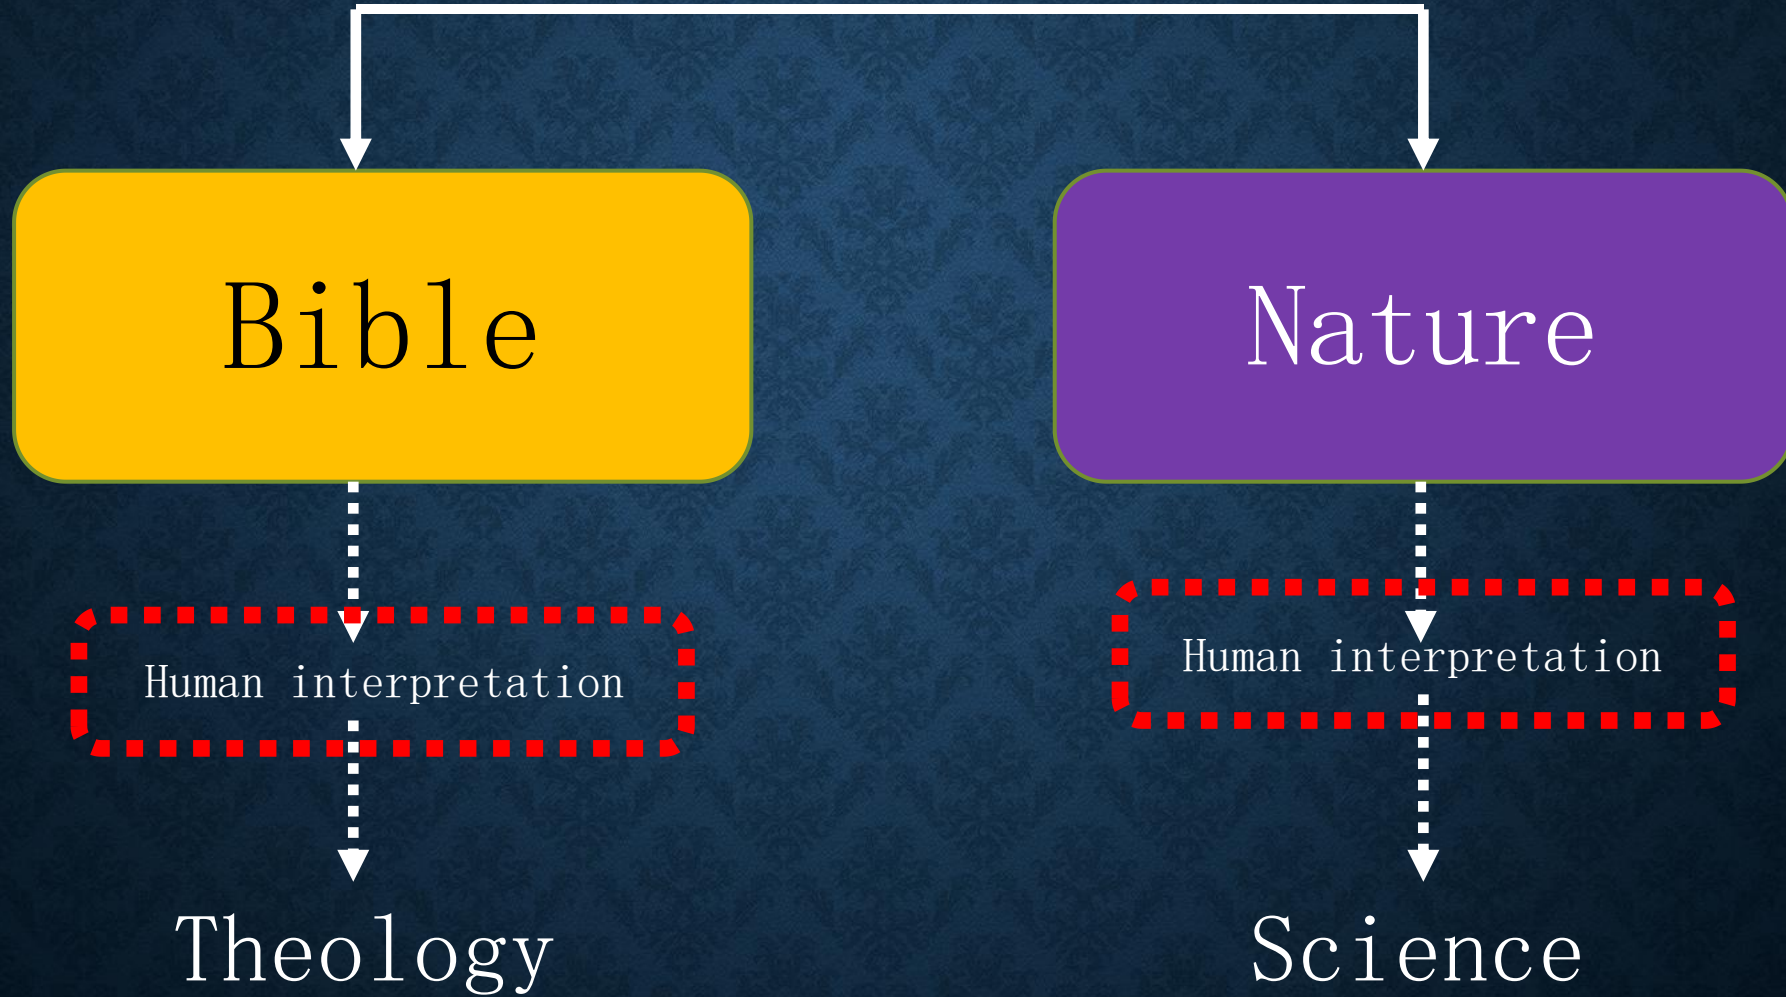 Bible
Nature
Human interpretation
Human interpretation
Theology
Science